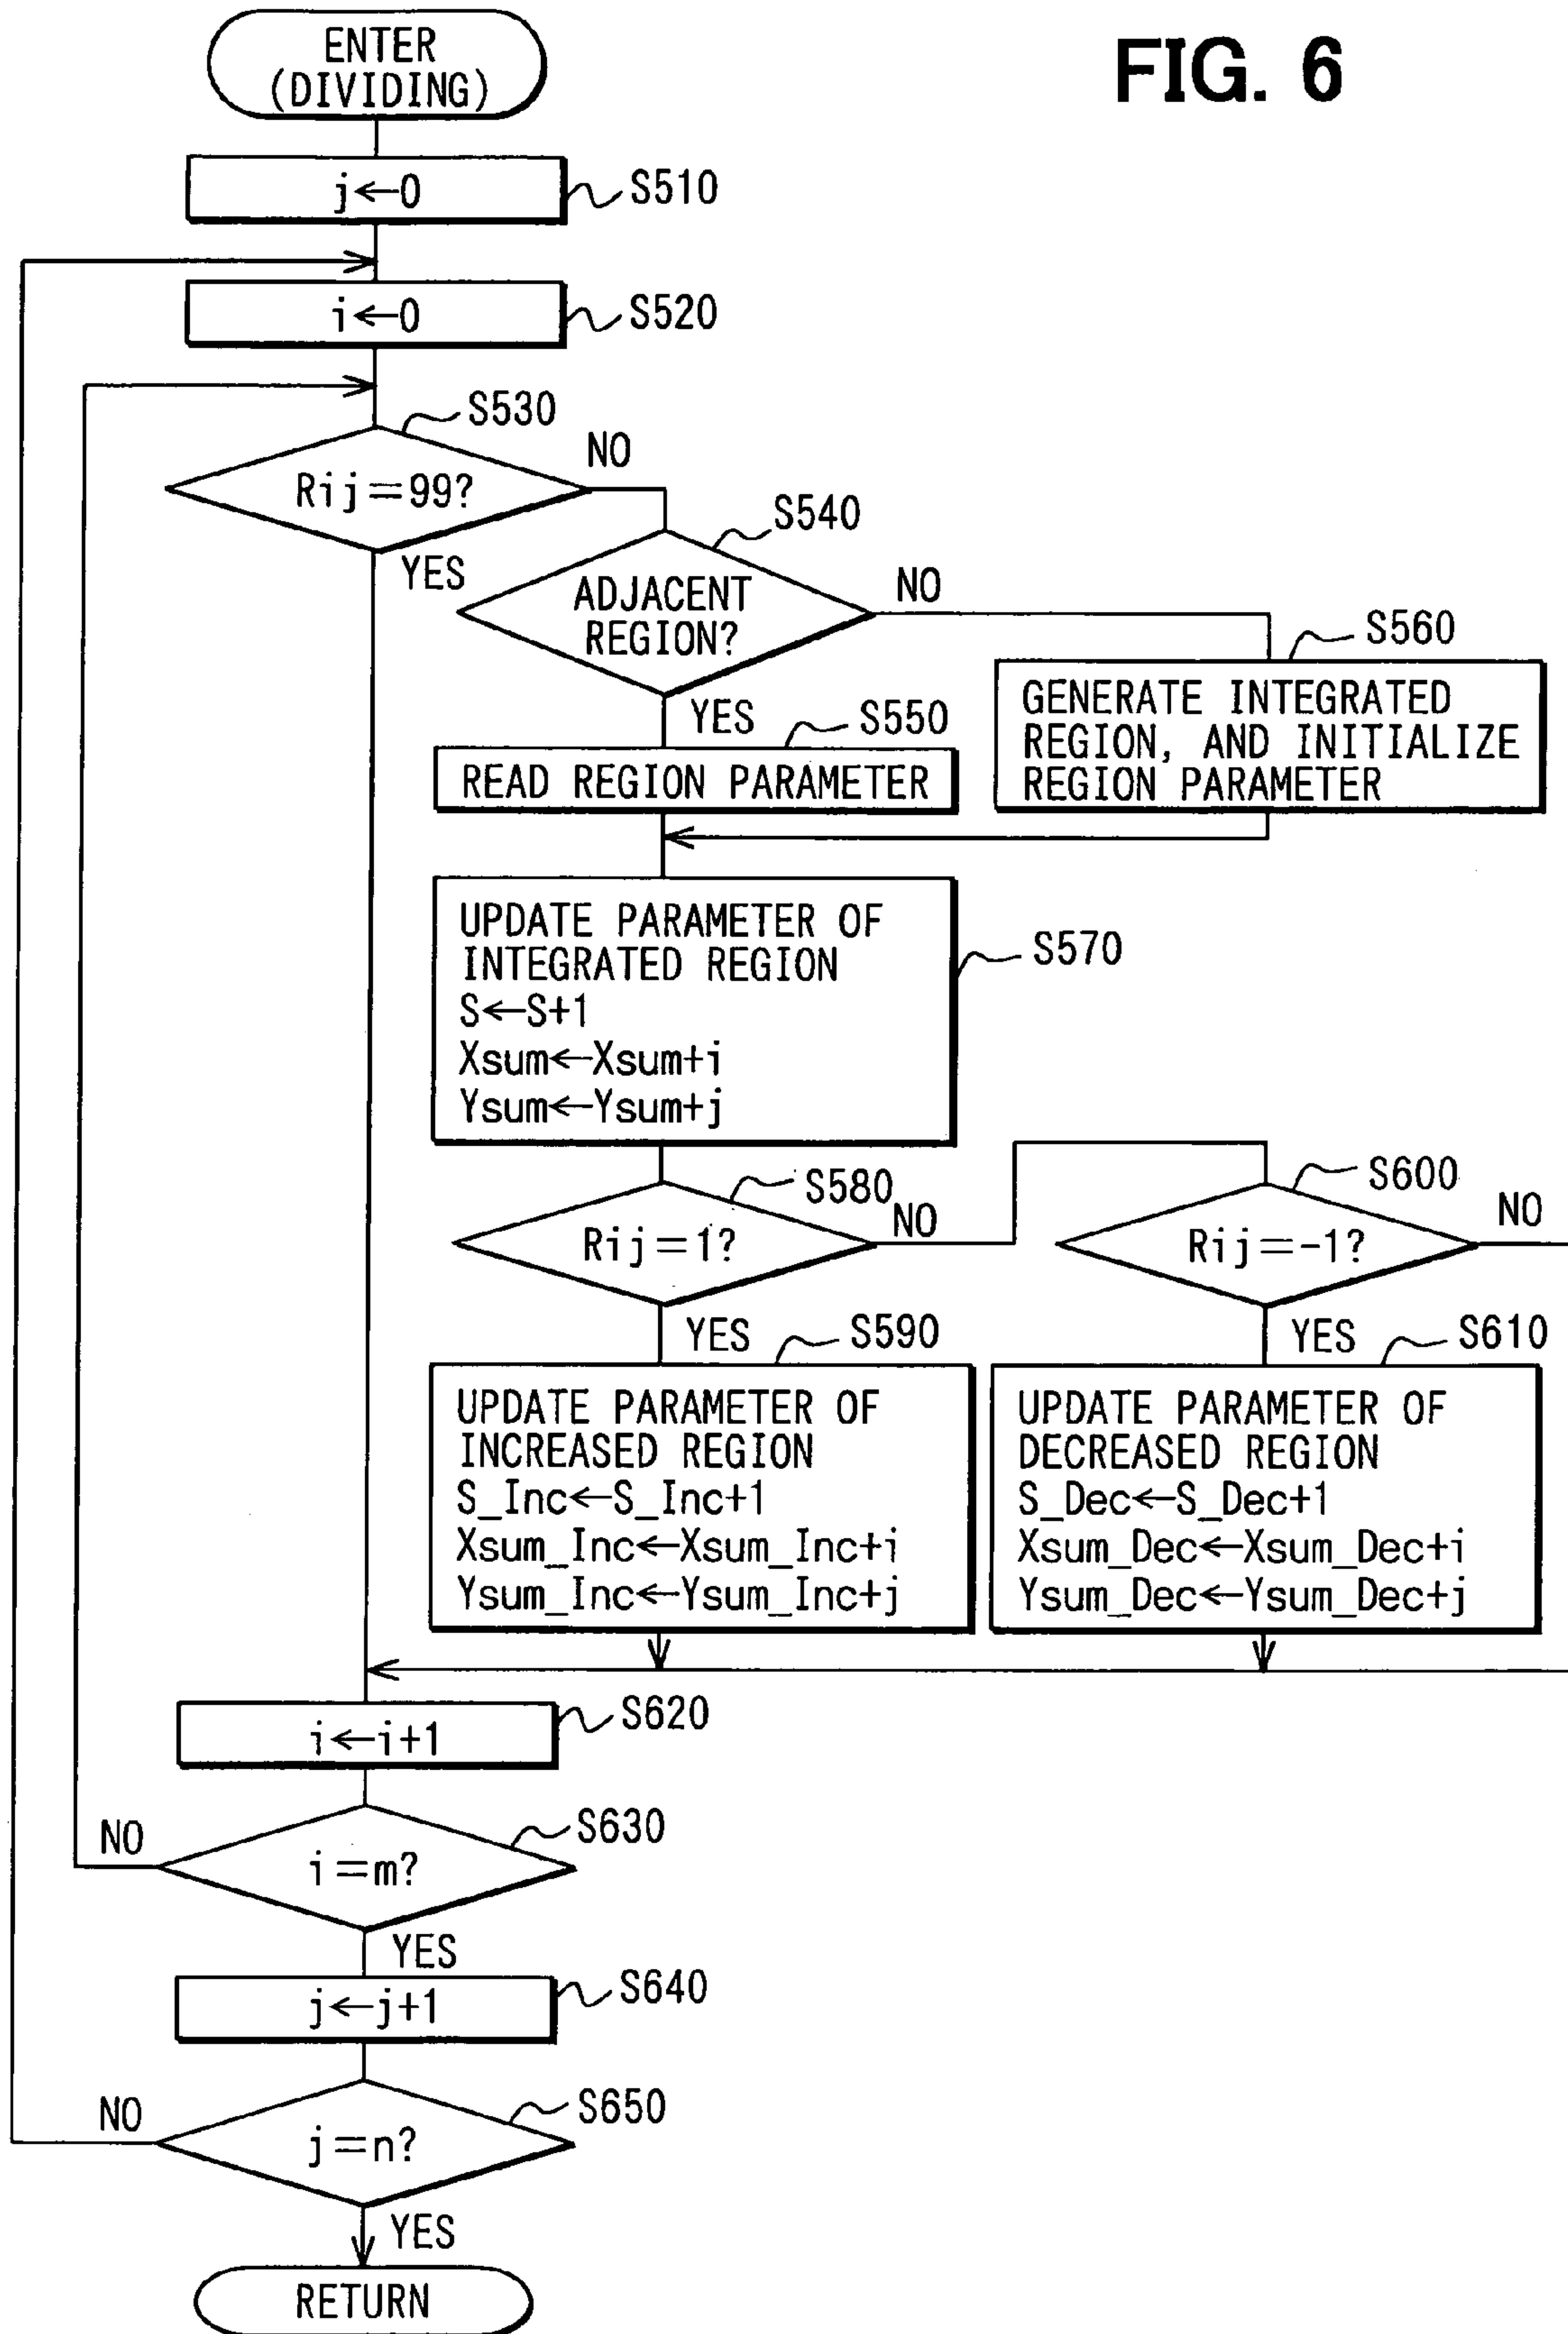 FIG. 6
ENTER
(DIVIDING)
j←0
S510
i←0
S520
S530
Rij=99?
NO
YES
S540
ADJACENT
REGION?
NO
YES
S550
READ REGION PARAMETER
S560
GENERATE INTEGRATED
REGION, AND INITIALIZE
REGION PARAMETER
UPDATE PARAMETER OF
INTEGRATED REGION
S←S+1
Xsum←Xsum+i
Ysum←Ysum+j
S570
S580
Rij=1?
NO
YES
S600
Rij=-1?
NO
YES
S590
UPDATE PARAMETER OF
INCREASED REGION
S_Inc←S_Inc+1
Xsum_Inc←Xsum_Inc+i
Ysum_Inc←Ysum_Inc+j
S610
UPDATE PARAMETER OF
DECREASED REGION
S_Dec←S_Dec+1
Xsum_Dec←Xsum_Dec+i
Ysum_Dec←Ysum_Dec+j
i←i+1
S620
S630
i=m?
NO
YES
j←j+1
S640
S650
j=n?
NO
YES
RETURN